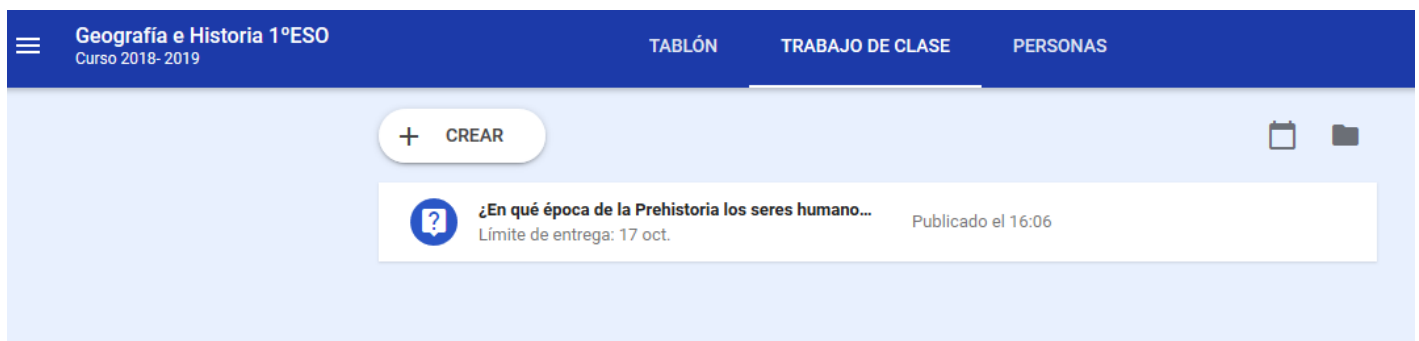 Geografía e Historia 1ºESO
Curso 2018- 2019
TABLÓN
TRABAJO DE CLASE
PERSONAS
CREAR
¿En qué época de la Prehistoria los seres humano...
Límite de entrega: 17 oct.
Publicado el 16:06